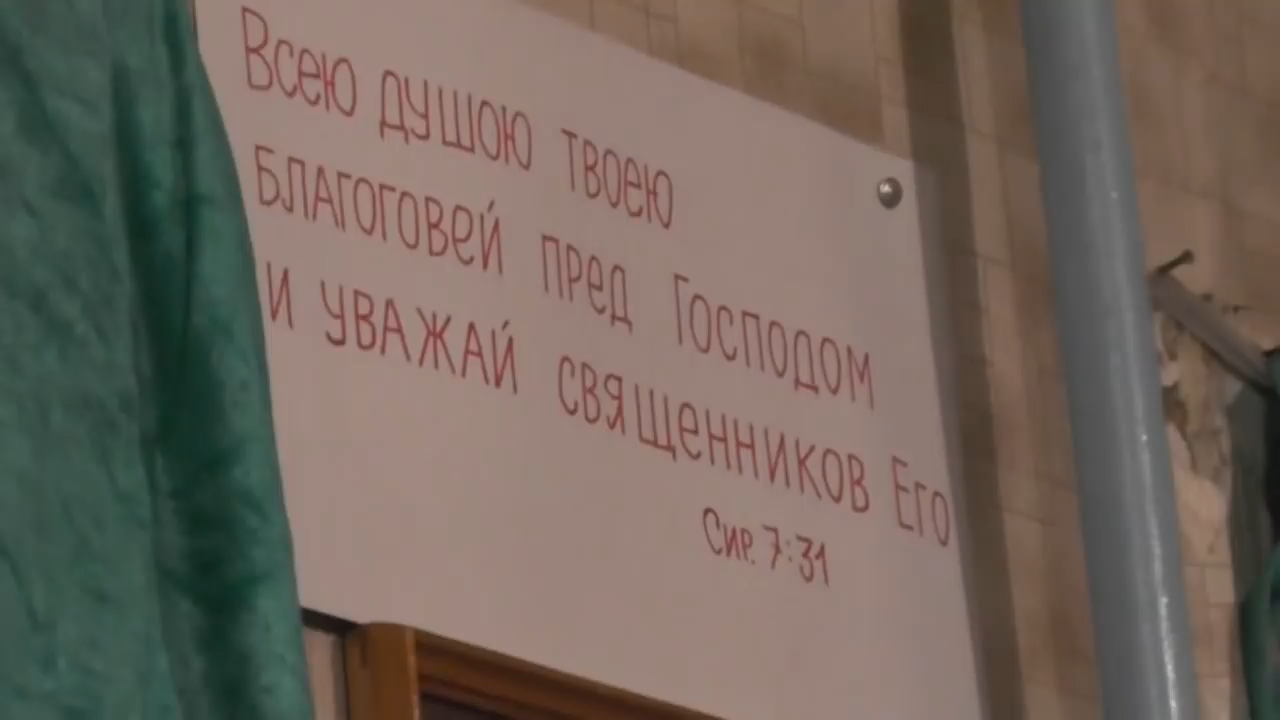 Всею душою твоею
благоговей пред Господом
и уважай священников Его
Сир. 7:31